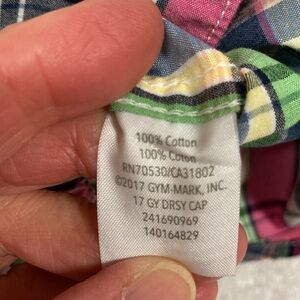 100% Cotton
100% Coton
RN70530/CA31802
©2017 GYM-MARK, INC.
17 GY DRSY CAP
241690969
140164829